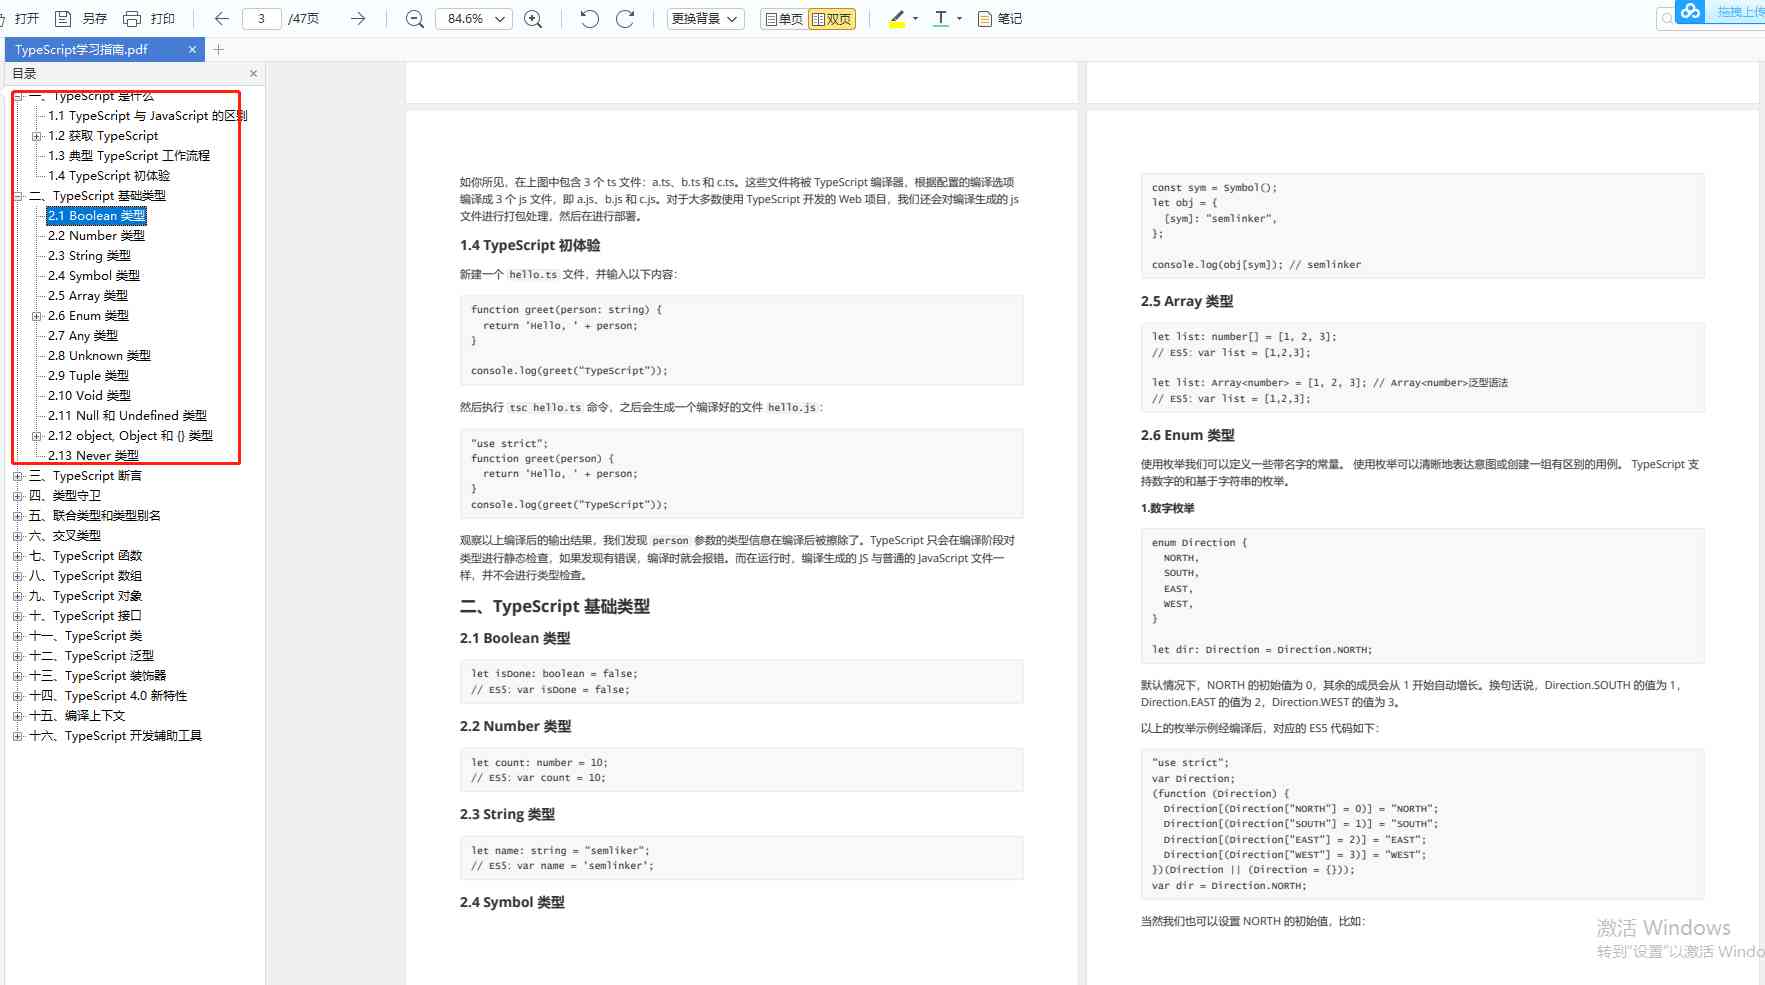 打开 另存 打印 3 /47页 84.6% 更换背景 单页 双页 T 笔记 拖拽上传
TypeScript学习指南.pdf × +
目录 ×
一、TypeScript 是什么
1.1 TypeScript 与 JavaScript 的区别
1.2 获取 TypeScript
1.3 典型 TypeScript 工作流程
1.4 TypeScript 初体验
二、TypeScript 基础类型
2.1 Boolean 类型
2.2 Number 类型
2.3 String 类型
2.4 Symbol 类型
2.5 Array 类型
2.6 Enum 类型
2.7 Any 类型
2.8 Unknown 类型
2.9 Tuple 类型
2.10 Void 类型
2.11 Null 和 Undefined 类型
2.12 object, Object 和 {} 类型
2.13 Never 类型
三、TypeScript 断言
四、类型守卫
五、联合类型和类型别名
六、交叉类型
七、TypeScript 函数
八、TypeScript 数组
九、TypeScript 对象
十、TypeScript 接口
十一、TypeScript 类
十二、TypeScript 泛型
十三、TypeScript 装饰器
十四、TypeScript 4.0 新特性
十五、编译上下文
十六、TypeScript 开发辅助工具
如你所见，在上图中包含 3 个 ts 文件：a.ts、b.ts 和 c.ts。这些文件将被 TypeScript 编译器，根据配置的编译选项
编译成 3 个 js 文件，即 a.js、b.js 和 c.js。对于大多数使用 TypeScript 开发的 Web 项目，我们还会对编译生成的 js
文件进行打包处理，然后在进行部署。
1.4 TypeScript 初体验
新建一个 hello.ts 文件，并输入以下内容：
function greet(person: string) {
return 'Hello, ' + person;
}
console.log(greet("TypeScript"));
然后执行 tsc hello.ts 命令，之后会生成一个编译好的文件 hello.js：
"use strict";
function greet(person) {
return 'Hello, ' + person;
}
console.log(greet("TypeScript"));
观察以上编译后的输出结果，我们发现 person 参数的类型信息在编译后被擦除了。TypeScript 只会在编译阶段对
类型进行静态检查，如果发现有错误，编译时就会报错。而在运行时，编译生成的 JS 与普通的 JavaScript 文件一
样，并不会进行类型检查。
二、TypeScript 基础类型
2.1 Boolean 类型
let isDone: boolean = false;
// ES5: var isDone = false;
2.2 Number 类型
let count: number = 10;
// ES5: var count = 10;
2.3 String 类型
let name: string = "semliker";
// ES5: var name = 'semlinker';
2.4 Symbol 类型
const sym = Symbol();
let obj = {
[sym]: "semlinker",
};
console.log(obj[sym]); // semlinker
2.5 Array 类型
let list: number[] = [1, 2, 3];
// ES5: var list = [1,2,3];
let list: Array<number> = [1, 2, 3]; // Array<number>泛型语法
// ES5: var list = [1,2,3];
2.6 Enum 类型
使用枚举我们可以定义一些带名字的常量。 使用枚举可以清晰地表达意图或创建一组有区别的用例。 TypeScript 支
持数字的和基于字符串的枚举。
1.数字枚举
enum Direction {
NORTH,
SOUTH,
EAST,
WEST,
}
let dir: Direction = Direction.NORTH;
默认情况下，NORTH 的初始值为 0，其余的成员会从 1 开始自动增长。换句话说，Direction.SOUTH 的值为 1，
Direction.EAST 的值为 2，Direction.WEST 的值为 3。
以上的枚举示例经编译后，对应的 ES5 代码如下：
"use strict";
var Direction;
(function (Direction) {
Direction[(Direction["NORTH"] = 0)] = "NORTH";
Direction[(Direction["SOUTH"] = 1)] = "SOUTH";
Direction[(Direction["EAST"] = 2)] = "EAST";
Direction[(Direction["WEST"] = 3)] = "WEST";
})(Direction || (Direction = {}));
var dir = Direction.NORTH;
当然我们也可以设置 NORTH 的初始值，比如：
激活 Windows
转到"设置"以激活 Windo